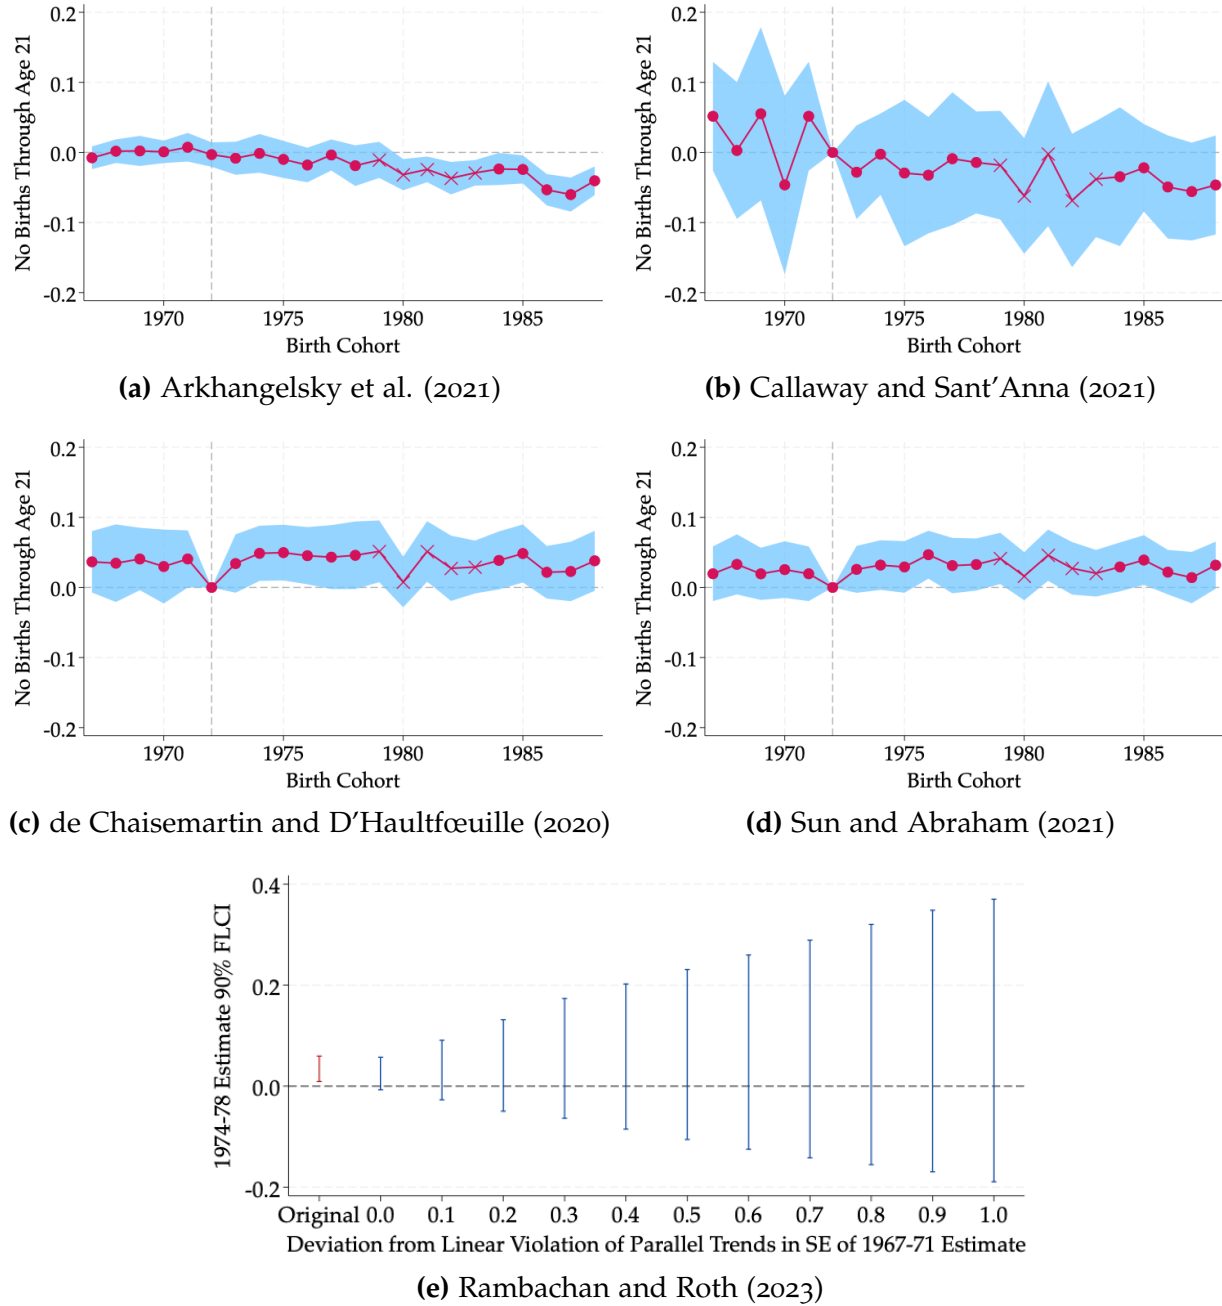 0.2
0.1
0.0
-0.1
-0.2
No Births Through Age 21
1970 1975 1980 1985
Birth Cohort
(a) Arkhangelsky et al. (2021)
0.2
0.1
0.0
-0.1
-0.2
No Births Through Age 21
1970 1975 1980 1985
Birth Cohort
(b) Callaway and Sant'Anna (2021)
0.2
0.1
0.0
-0.1
-0.2
No Births Through Age 21
1970 1975 1980 1985
Birth Cohort
(c) de Chaisemartin and D'Haultfœuille (2020)
0.2
0.1
0.0
-0.1
-0.2
No Births Through Age 21
1970 1975 1980 1985
Birth Cohort
(d) Sun and Abraham (2021)
0.4
0.2
0.0
-0.2
1974-78 Estimate 90% FLCI
Original 0.0 0.1 0.2 0.3 0.4 0.5 0.6 0.7 0.8 0.9 1.0
Deviation from Linear Violation of Parallel Trends in SE of 1967-71 Estimate
(e) Rambachan and Roth (2023)